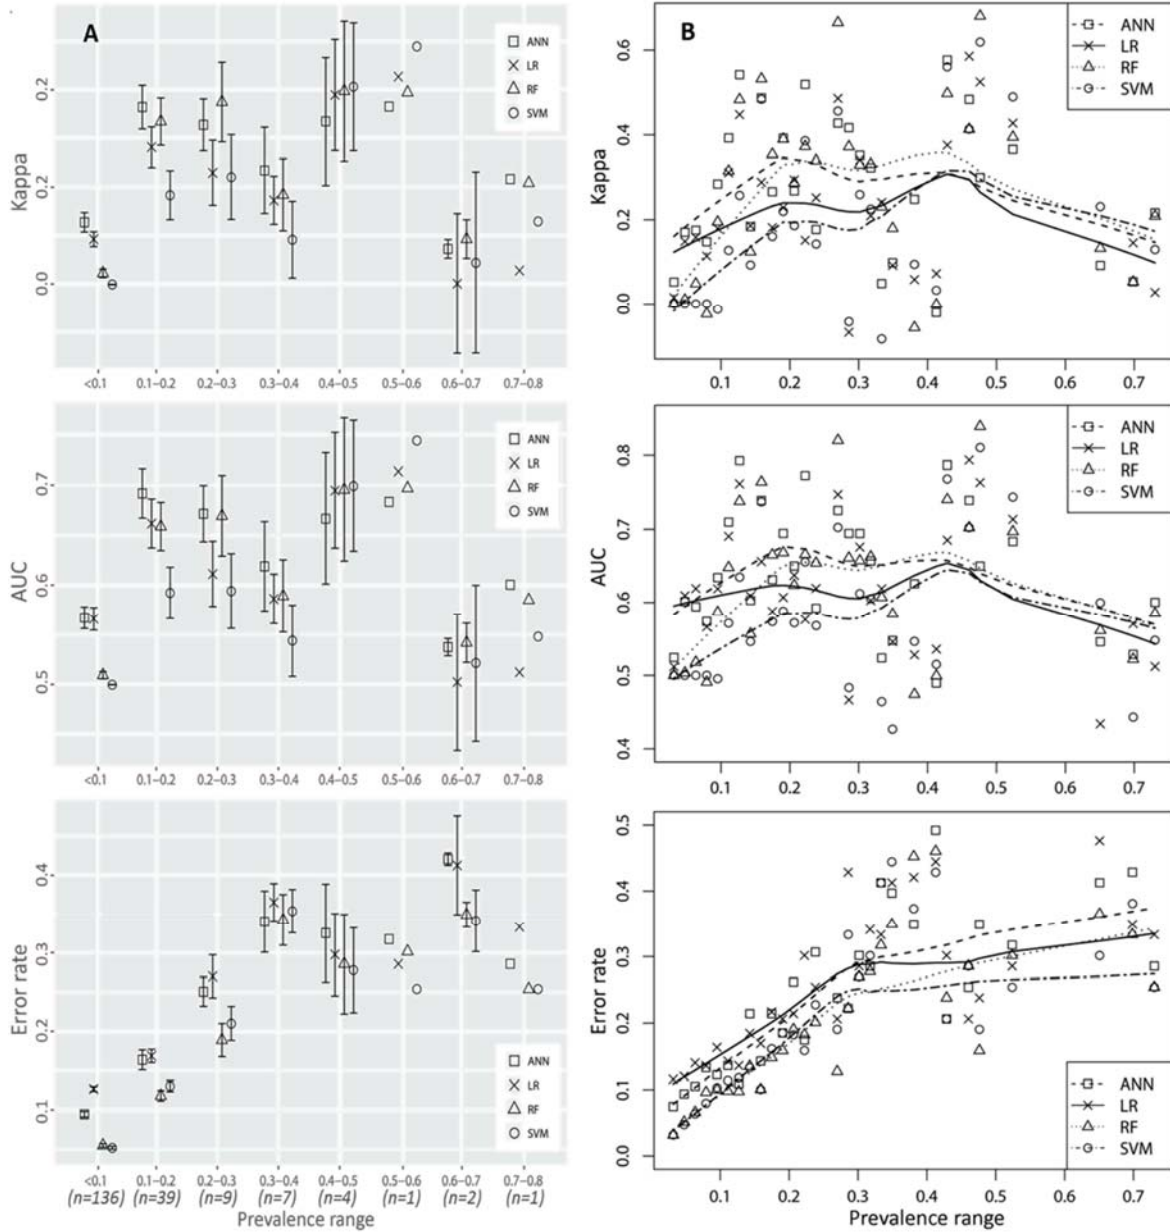 A
ANN
LR
RF
SVM
Kappa
0.2
0.2
0.0
<0.1
0.1–0.2
0.2–0.3
0.3–0.4
0.4–0.5
0.5–0.6
0.6–0.7
0.7–0.8
ANN
LR
RF
SVM
AUC
0.7
0.6
0.5
<0.1
0.1–0.2
0.2–0.3
0.3–0.4
0.4–0.5
0.5–0.6
0.6–0.7
0.7–0.8
ANN
LR
RF
SVM
Error rate
0.4
0.3
0.2
0.1
<0.1
0.1–0.2
0.2–0.3
0.3–0.4
0.4–0.5
0.5–0.6
0.6–0.7
0.7–0.8
(n=136)
(n=39)
(n=9)
(n=7)
(n=4)
(n=1)
(n=2)
(n=1)
Prevalence range
B
ANN
LR
RF
SVM
Kappa
0.6
0.4
0.2
0.0
0.1 0.2 0.3 0.4 0.5 0.6 0.7
ANN
LR
RF
SVM
AUC
0.8
0.7
0.6
0.5
0.4
0.1 0.2 0.3 0.4 0.5 0.6 0.7
ANN
LR
RF
SVM
Error rate
0.5
0.4
0.3
0.2
0.1
0.0
0.1 0.2 0.3 0.4 0.5 0.6 0.7
Prevalence range